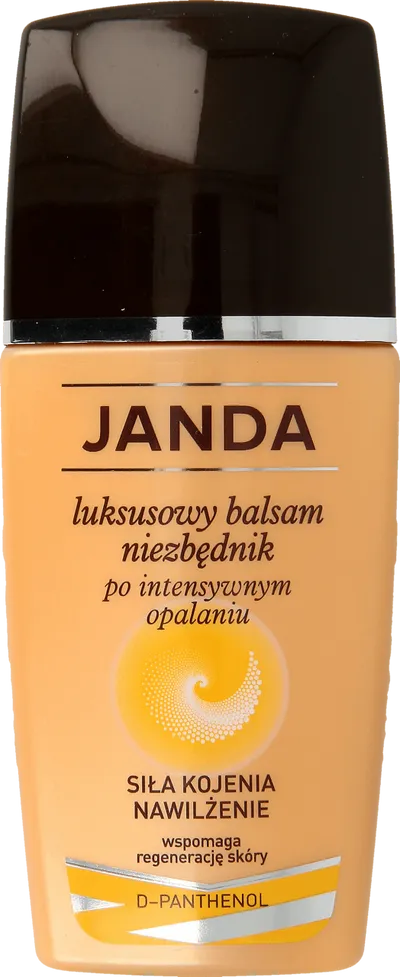 JANDA
luksusowy balsam
niezbędnik
po intensywnym
opalaniu
SIŁA KOJENIA
NAWILŻENIE
wspomaga
regenerację skóry
D-PANTHENOL